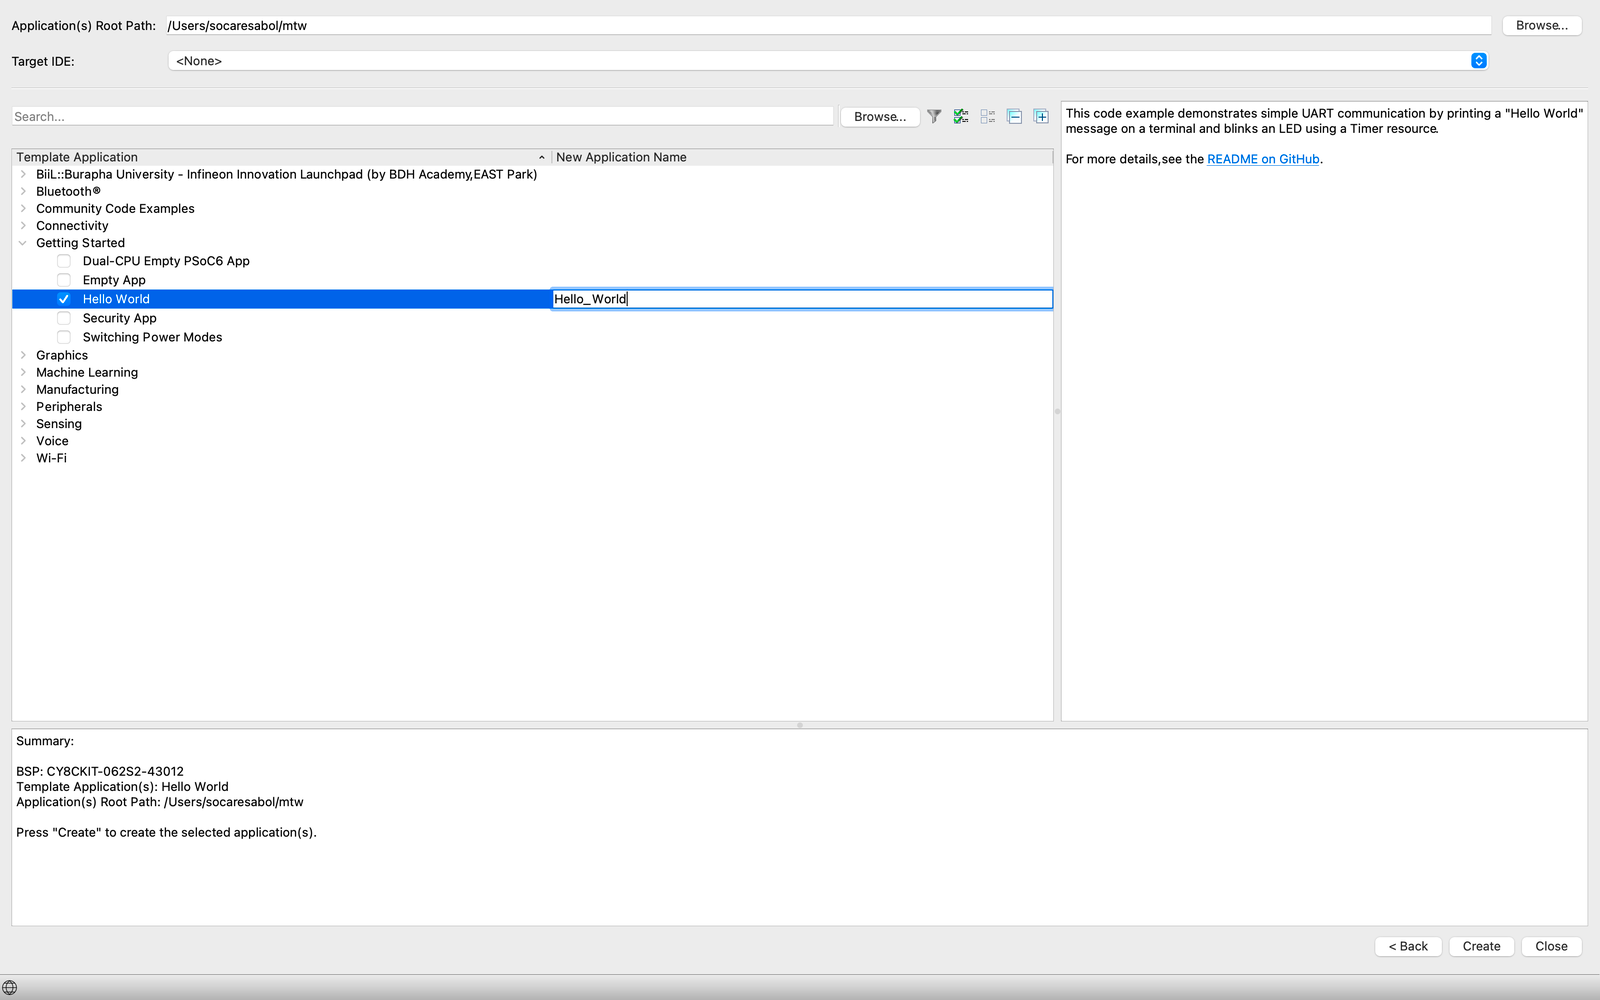 Application(s) Root Path: /Users/socaresabol/mtw Browse...
Target IDE: <None>
Search... Browse...
Template Application New Application Name
BiiL::Burapha University - Infineon Innovation Launchpad (by BDH Academy,EAST Park)
Bluetooth®
Community Code Examples
Connectivity
Getting Started
Dual-CPU Empty PSoC6 App
Empty App
Hello World Hello_World
Security App
Switching Power Modes
Graphics
Machine Learning
Manufacturing
Peripherals
Sensing
Voice
Wi-Fi
This code example demonstrates simple UART communication by printing a "Hello World"
message on a terminal and blinks an LED using a Timer resource.
For more details,see the README on GitHub.
Summary:
BSP: CY8CKIT-062S2-43012
Template Application(s): Hello World
Application(s) Root Path: /Users/socaresabol/mtw
Press "Create" to create the selected application(s).
< Back Create Close